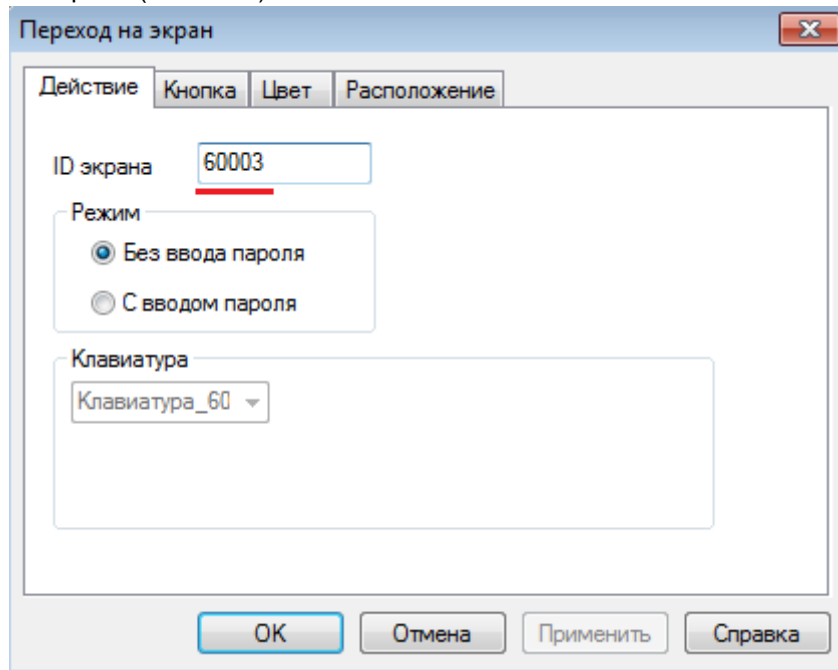 Переход на экран
Действие Кнопка Цвет Расположение
ID экрана 60003
Режим
Без ввода пароля
С вводом пароля
Клавиатура
Клавиатура_60
OK Отмена Применить Справка